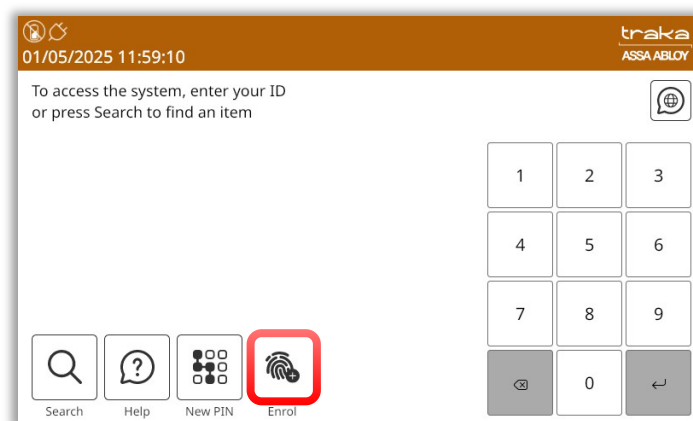 traka
01/05/2025 11:59:10
ASSA ABLOY
To access the system, enter your ID
or press Search to find an item
1 2 3
4 5 6
7 8 9
0
Search Help New PIN Enrol